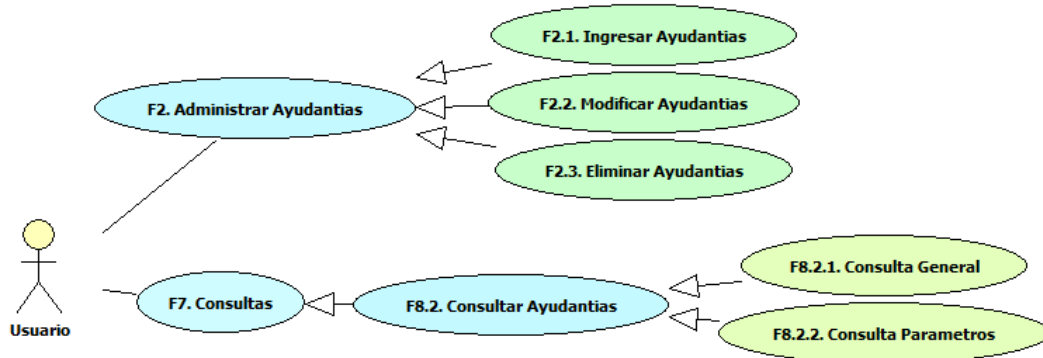 F2.1. Ingresar Ayudantias
F2. Administrar Ayudantias
F2.2. Modificar Ayudantias
F2.3. Eliminar Ayudantias
Usuario
F7. Consultas
F8.2. Consultar Ayudantias
F8.2.1. Consulta General
F8.2.2. Consulta Parametros